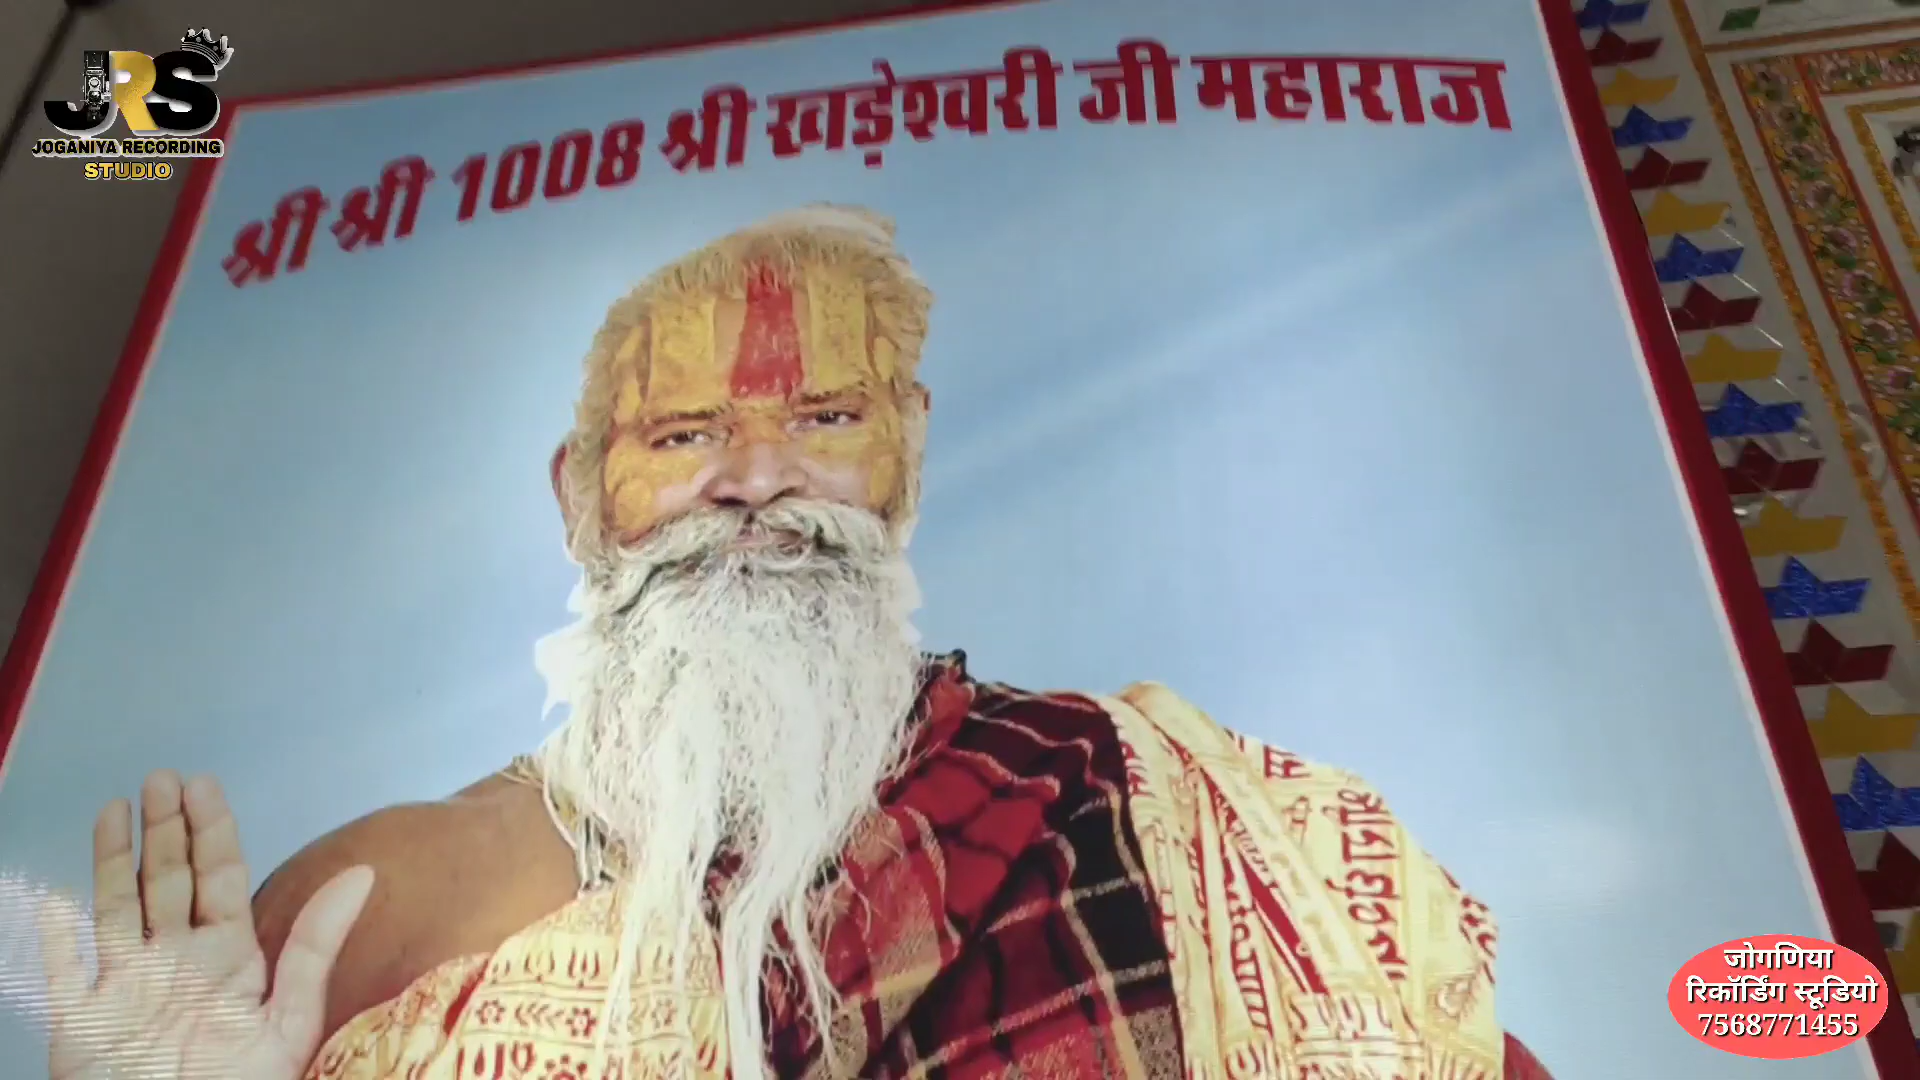 JRS
JOGANIYA RECORDING
STUDIO
श्री श्री 1008 श्री खड़ेश्वरी जी महाराज
जोगणिया
रिकॉर्डिंग स्टूडियो
7568771455